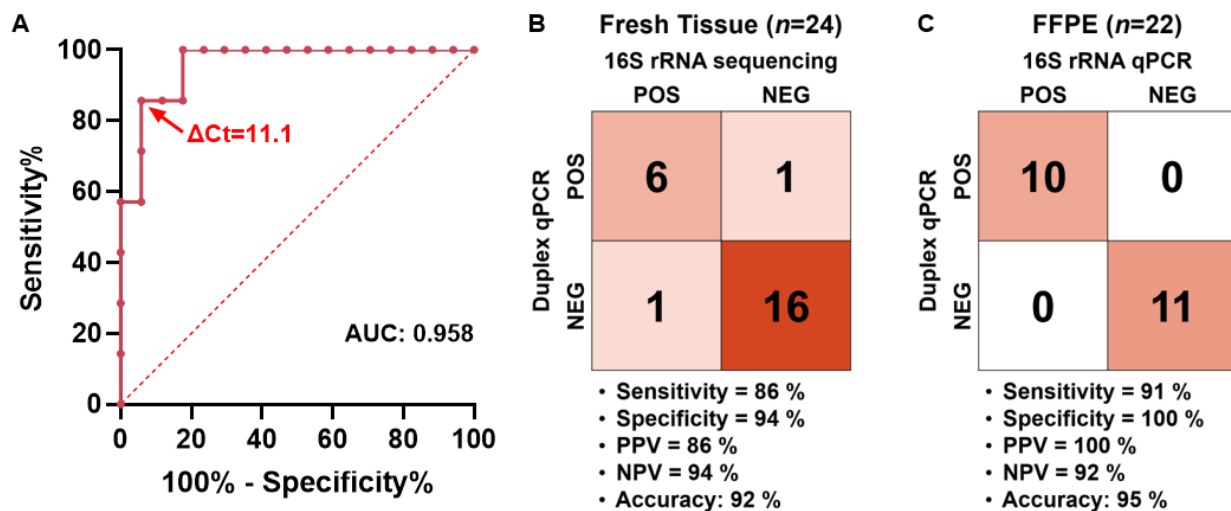 A
100
80
60
40
20
0
Sensitivity%
ΔCt=11.1
AUC: 0.958
0 20 40 60 80 100
100% - Specificity%
B
Fresh Tissue (n=24)
16S rRNA sequencing
POS NEG
Duplex qPCR
POS
6 1
NEG
1 16
• Sensitivity = 86 %
• Specificity = 94 %
• PPV = 86 %
• NPV = 94 %
• Accuracy: 92 %
C
FFPE (n=22)
16S rRNA qPCR
POS NEG
Duplex qPCR
POS
10 0
NEG
0 11
• Sensitivity = 91 %
• Specificity = 100 %
• PPV = 100 %
• NPV = 92 %
• Accuracy: 95 %